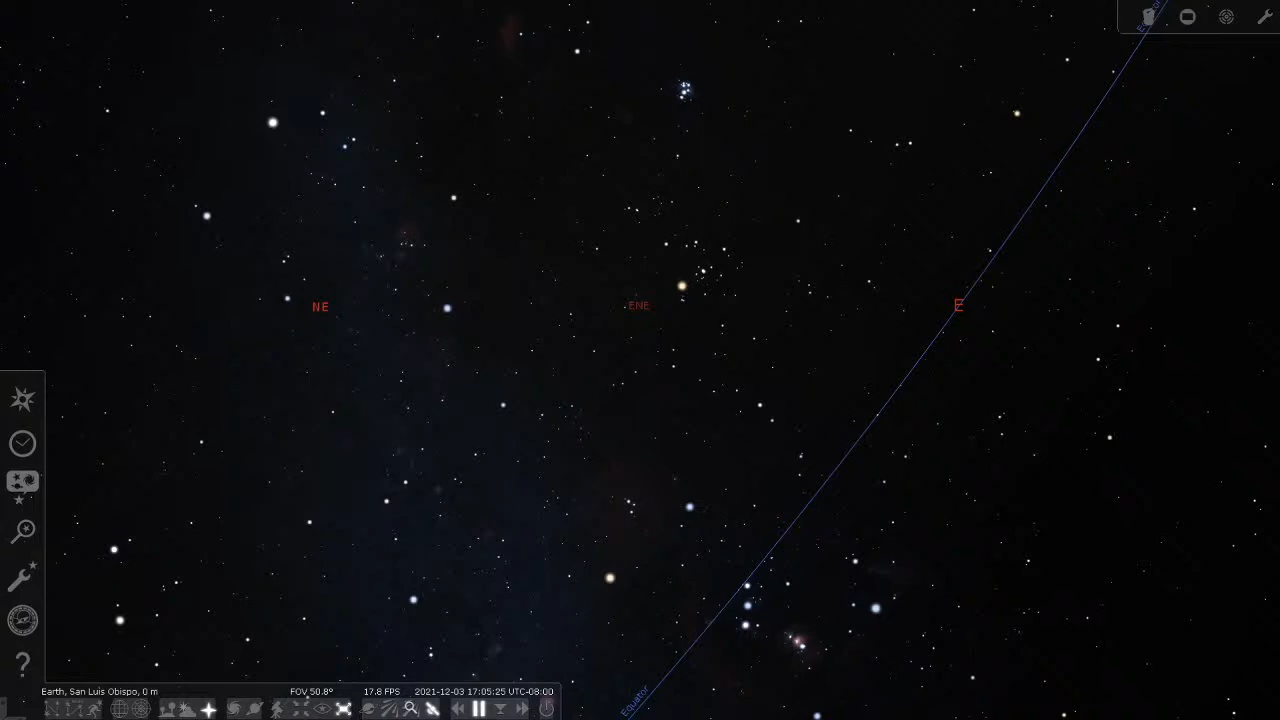 Equator
NE
ENE
E
Equator
Earth, San Luis Obispo, 0 m FOV 50.8° 17.8 FPS 2021-12-03 17:05:25 UTC-08:00